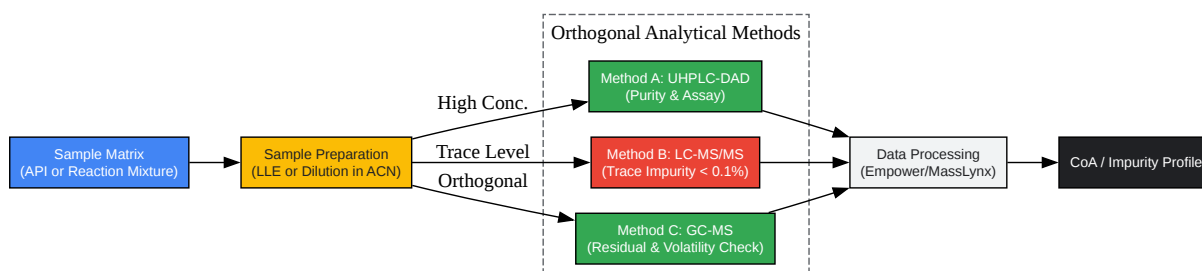 Orthogonal Analytical Methods
Sample Matrix
(API or Reaction Mixture)
Sample Preparation
(LLE or Dilution in ACN)
High Conc.
Trace Level
Orthogonal
Method A: UHPLC-DAD
(Purity & Assay)
Method B: LC-MS/MS
(Trace Impurity < 0.1%)
Method C: GC-MS
(Residual & Volatility Check)
Data Processing
(Empower/MassLynx)
CoA / Impurity Profile